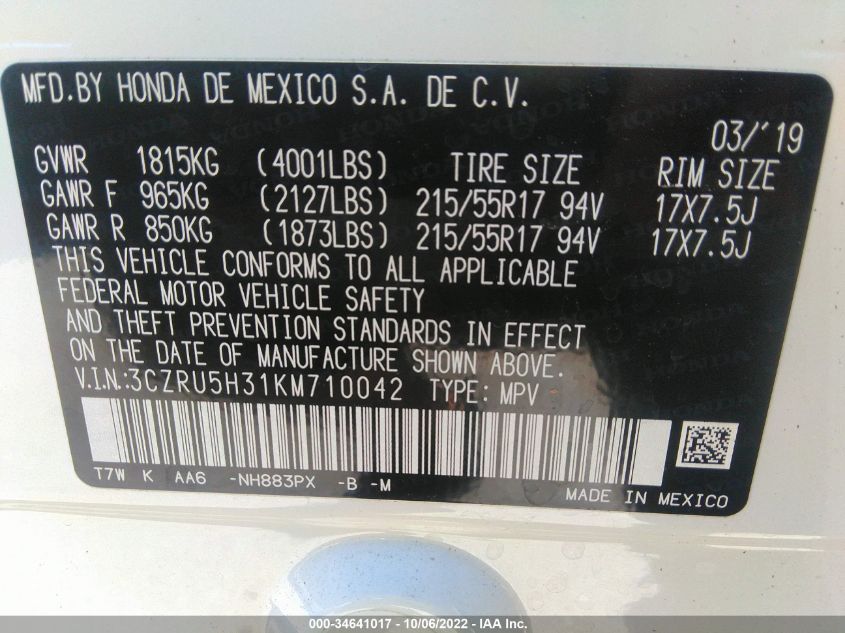 MFD.BY HONDA DE MEXICO S.A. DE C.V.
03/'19
GVWR 1815KG (4001LBS) TIRE SIZE RIM SIZE
GAWR F 965KG (2127LBS) 215/55R17 94V 17X7.5J
GAWR R 850KG (1873LBS) 215/55R17 94V 17X7.5J
THIS VEHICLE CONFORMS TO ALL APPLICABLE
FEDERAL MOTOR VEHICLE SAFETY
AND THEFT PREVENTION STANDARDS IN EFFECT
ON THE DATE OF MANUFACTURE SHOWN ABOVE.
V.I.N.:3CZRU5H31KM710042 TYPE: MPV
T7W K AA6 -NH883PX -B -M
MADE IN MEXICO
000-34641017 - 10/06/2022 - IAA Inc.